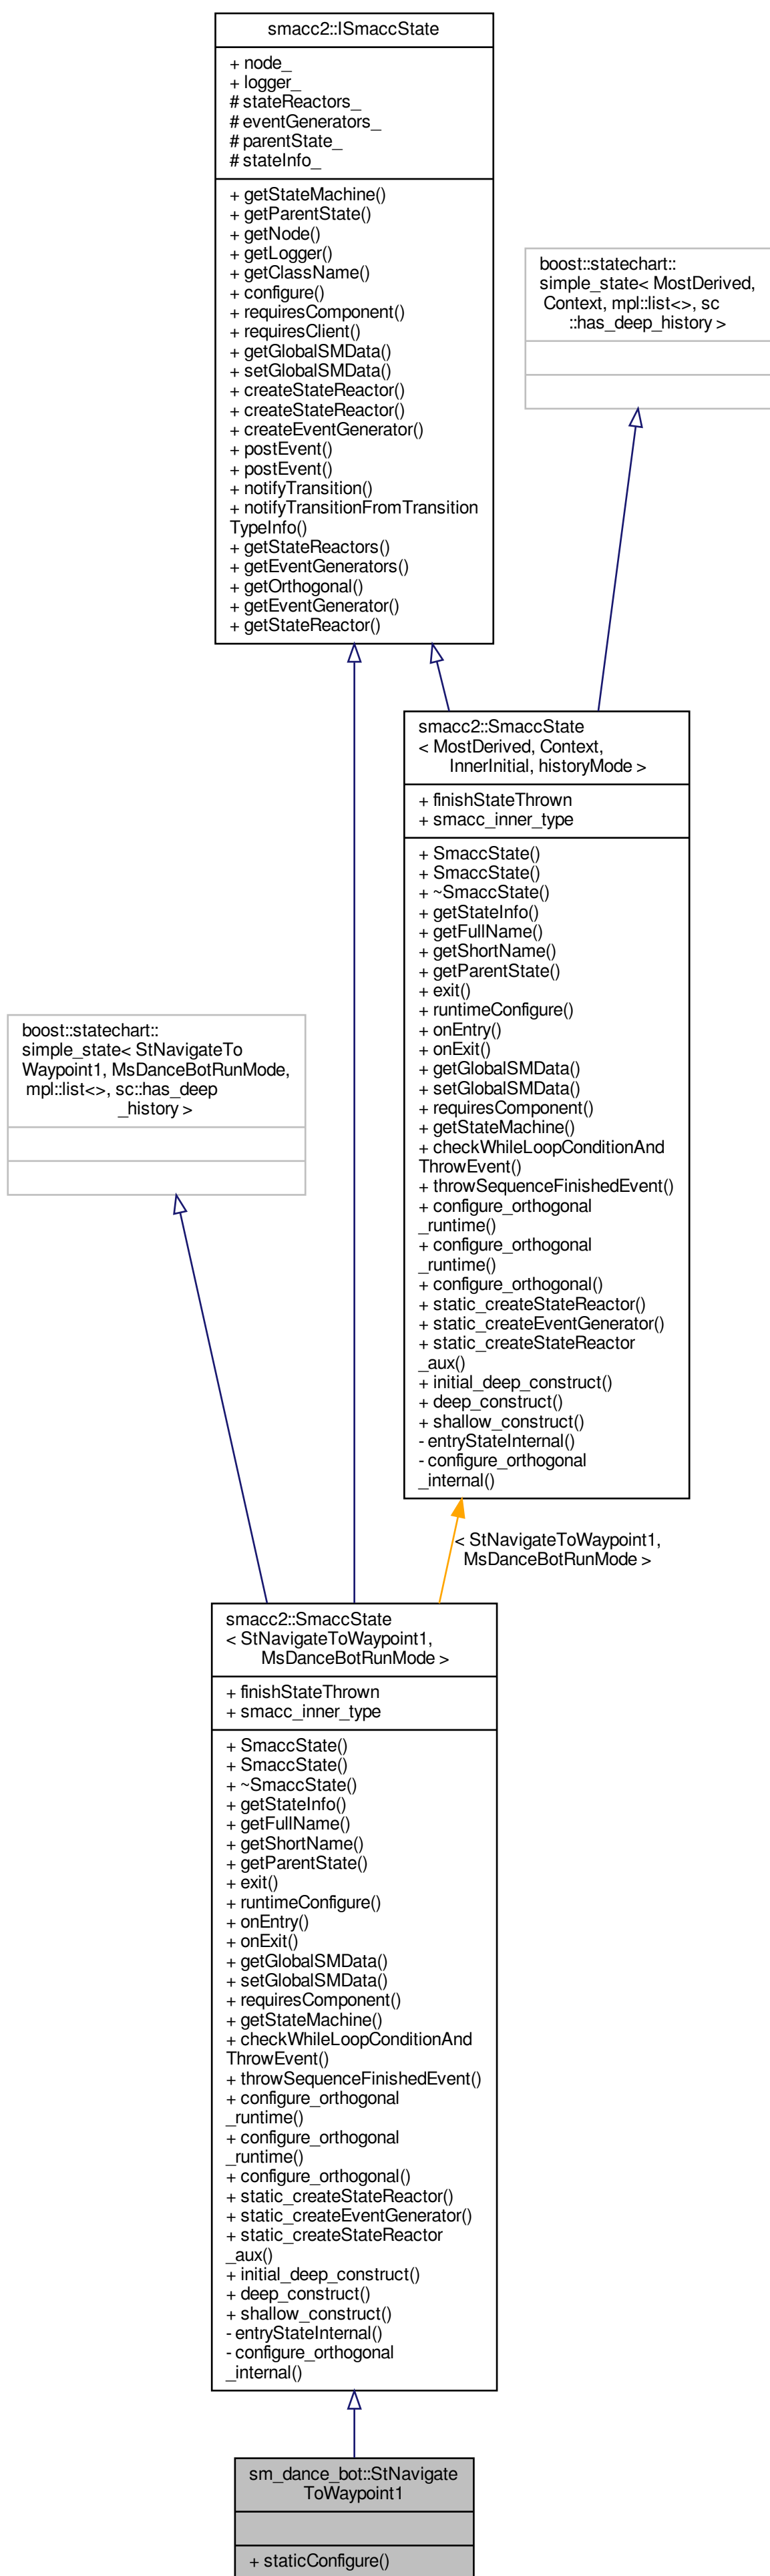 smacc2::ISmaccState
+ node_
+ logger_
# stateReactors_
# eventGenerators_
# parentState_
# stateInfo_
+ getStateMachine()
+ getParentState()
+ getNode()
+ getLogger()
+ getClassName()
+ configure()
+ requiresComponent()
+ requiresClient()
+ getGlobalSMData()
+ setGlobalSMData()
+ createStateReactor()
+ createStateReactor()
+ createEventGenerator()
+ postEvent()
+ postEvent()
+ notifyTransition()
+ notifyTransitionFromTransition
TypeInfo()
+ getStateReactors()
+ getEventGenerators()
+ getOrthogonal()
+ getEventGenerator()
+ getStateReactor()
boost::statechart::
simple_state< MostDerived,
Context, mpl::list<>, sc
::has_deep_history >
smacc2::SmaccState
< MostDerived, Context,
InnerInitial, historyMode >
+ finishStateThrown
+ smacc_inner_type
+ SmaccState()
+ SmaccState()
+ ~SmaccState()
+ getStateInfo()
+ getFullName()
+ getShortName()
+ getParentState()
+ exit()
+ runtimeConfigure()
+ onEntry()
+ onExit()
+ getGlobalSMData()
+ setGlobalSMData()
+ requiresComponent()
+ getStateMachine()
+ checkWhileLoopConditionAnd
ThrowEvent()
+ throwSequenceFinishedEvent()
+ configure_orthogonal
_runtime()
+ configure_orthogonal
_runtime()
+ configure_orthogonal()
+ static_createStateReactor()
+ static_createEventGenerator()
+ static_createStateReactor
_aux()
+ initial_deep_construct()
+ deep_construct()
+ shallow_construct()
- entryStateInternal()
- configure_orthogonal
_internal()
boost::statechart::
simple_state< StNavigateTo
Waypoint1, MsDanceBotRunMode,
mpl::list<>, sc::has_deep
_history >
< StNavigateToWaypoint1,
MsDanceBotRunMode >
smacc2::SmaccState
< StNavigateToWaypoint1,
MsDanceBotRunMode >
+ finishStateThrown
+ smacc_inner_type
+ SmaccState()
+ SmaccState()
+ ~SmaccState()
+ getStateInfo()
+ getFullName()
+ getShortName()
+ getParentState()
+ exit()
+ runtimeConfigure()
+ onEntry()
+ onExit()
+ getGlobalSMData()
+ setGlobalSMData()
+ requiresComponent()
+ getStateMachine()
+ checkWhileLoopConditionAnd
ThrowEvent()
+ throwSequenceFinishedEvent()
+ configure_orthogonal
_runtime()
+ configure_orthogonal
_runtime()
+ configure_orthogonal()
+ static_createStateReactor()
+ static_createEventGenerator()
+ static_createStateReactor
_aux()
+ initial_deep_construct()
+ deep_construct()
+ shallow_construct()
- entryStateInternal()
- configure_orthogonal
_internal()
sm_dance_bot::StNavigate
ToWaypoint1
+ staticConfigure()